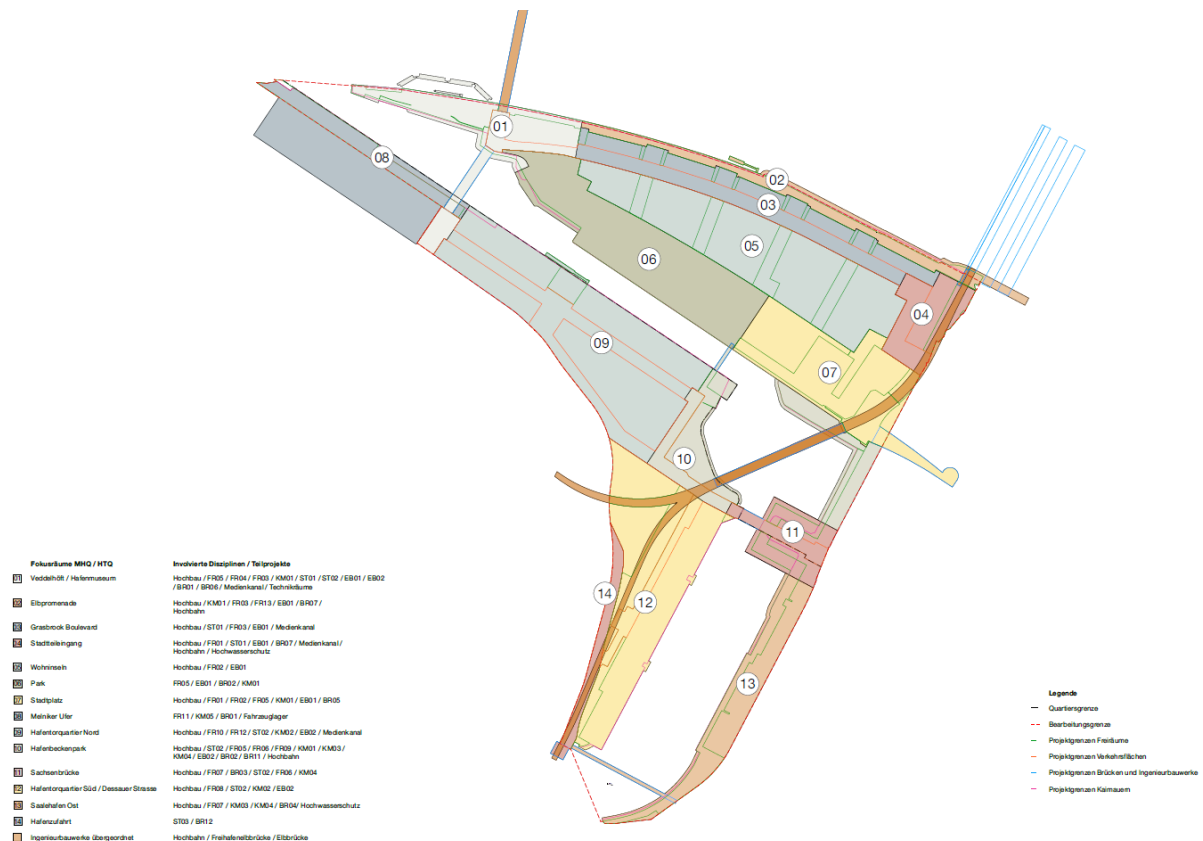 01
02
03
04
05
06
07
08
09
10
11
12
13
14
Fokusräume MHQ / HTQ Involvierte Disziplinen / Teilprojekte
01 Veddelhöft / Hafenmuseum Hochbau / FR05 / FR04 / FR03 / KM01 / ST01 / ST02 / EB01 / EB02
/ BR01 / BR06 / Medienkanal / Technikräume
02 Elbpromenade Hochbau / KM01 / FR03 / FR13 / EB01 / BR07 /
Hochbahn
03 Grasbrook Boulevard Hochbau / ST01 / FR03 / EB01 / Medienkanal
04 Stadtteileingang Hochbau / FR01 / ST01 / EB01 / BR07 / Medienkanal /
Hochbahn / Hochwasserschutz
05 Wohninseln Hochbau / FR02 / EB01
06 Park FR05 / EB01 / BR02 / KM01
07 Stadtplatz Hochbau / FR01 / FR02 / FR05 / KM01 / EB01 / BR05
08 Melniker Ufer FR11 / KM05 / BR01 / Fahrzeuglager
09 Hafentorquartier Nord Hochbau / FR10 / FR12 / ST02 / KM02 / EB02 / Medienkanal
10 Hafenbeckenpark Hochbau / ST02 / FR05 / FR06 / FR09 / KM01 / KM03 /
KM04 / EB02 / BR02 / BR11 / Hochbahn
11 Sachsenbrücke Hochbau / FR07 / BR03 / ST02 / FR06 / KM04
12 Hafentorquartier Süd / Dessauer Strasse Hochbau / FR08 / ST02 / KM02 / EB02
13 Saalehafen Ost Hochbau / FR07 / KM03 / KM04 / BR04/ Hochwasserschutz
14 Hafenzufahrt ST03 / BR12
Ingenieurbauwerke übergeordnet Hochbahn / Freihafenelbbrücke / Elbbrücke
Legende
Quartiersgrenze
Bearbeitungsgrenze
Projektgrenzen Freiräume
Projektgrenzen Verkehrsflächen
Projektgrenzen Brücken und Ingenieurbauwerke
Projektgrenzen Kaimauern